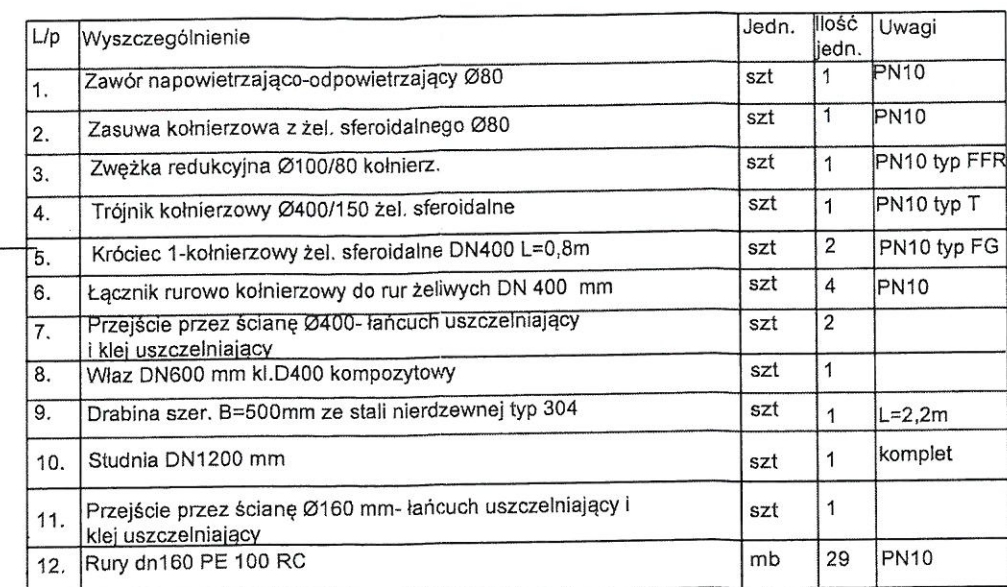 L/p Wyszczególnienie Jedn. Ilość jedn. Uwagi
1. Zawór napowietrzająco-odpowietrzający Ø80 szt 1 PN10
2. Zasuwa kołnierzowa z żel. sferoidalnego Ø80 szt 1 PN10
3. Zwężka redukcyjna Ø100/80 kołnierz. szt 1 PN10 typ FFR
4. Trójnik kołnierzowy Ø400/150 żel. sferoidalne szt 1 PN10 typ T
5. Króciec 1-kołnierzowy żel. sferoidalne DN400 L=0,8m szt 2 PN10 typ FG
6. Łącznik rurowo kołnierzowy do rur żeliwych DN 400 mm szt 4 PN10
7. Przejście przez ścianę Ø400- łańcuch uszczelniający szt 2
i klej uszczelniający
8. Właz DN600 mm kl.D400 kompozytowy szt 1
9. Drabina szer. B=500mm ze stali nierdzewnej typ 304 szt 1 L=2,2m
10. Studnia DN1200 mm szt 1 komplet
11. Przejście przez ścianę Ø160 mm- łańcuch uszczelniający i szt 1
klej uszczelniający
12. Rury dn160 PE 100 RC mb 29 PN10